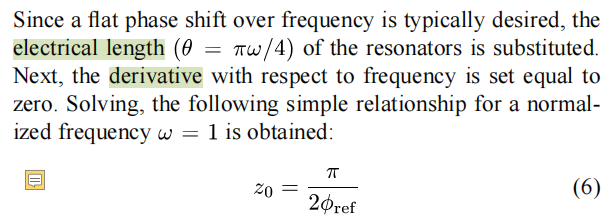 Since a flat phase shift over frequency is typically desired, the
electrical length (θ = πω/4) of the resonators is substituted.
Next, the derivative with respect to frequency is set equal to
zero. Solving, the following simple relationship for a normal-
ized frequency ω = 1 is obtained:
z₀ = π / 2ϕ_ref (6)